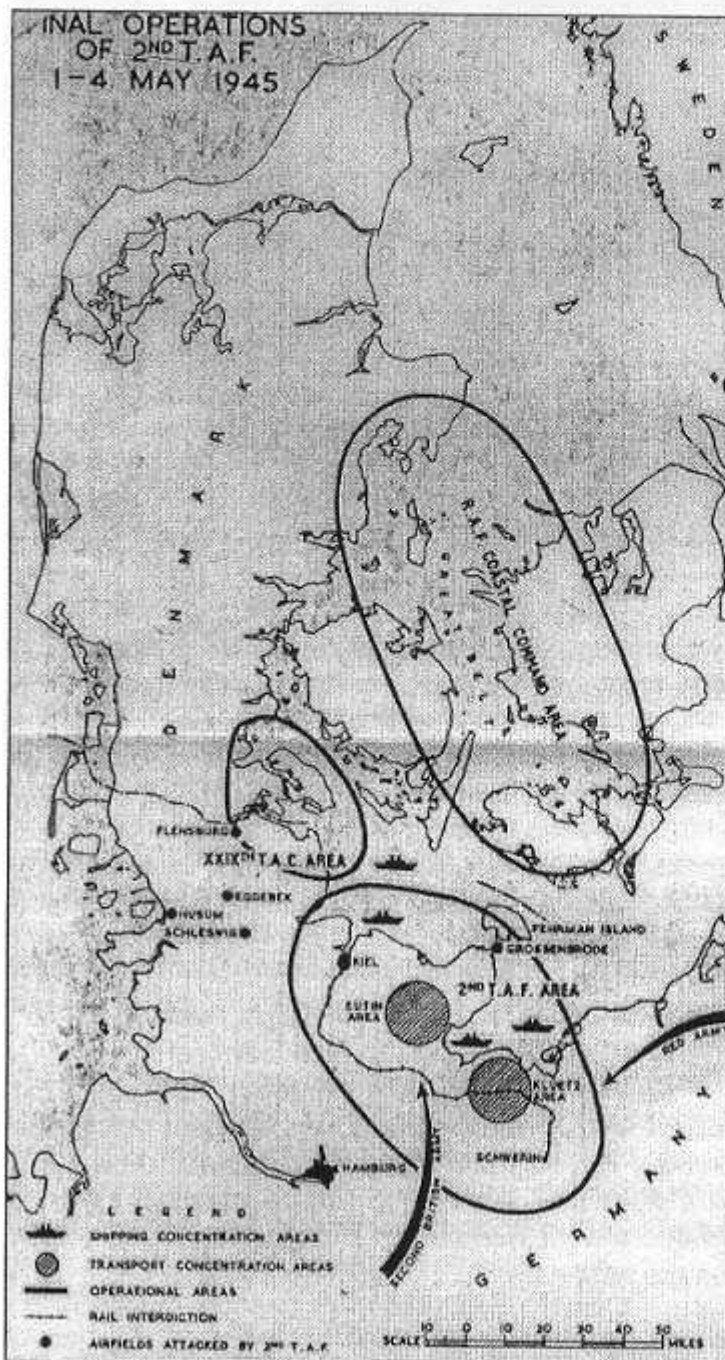 INAL OPERATIONS
OF 2ND T.A.F.
1-4 MAY 1945
SWEDEN
DENMARK
R.A.F. COASTAL COMMAND AREA
GREAT BELT
FLENSBURG
XXIXTH T.A.C. AREA
EGGEBEK
HUSUM
SCHLESWIG
FEHRMAN ISLAND
GROSSENBRODE
KIEL
2ND T.A.F. AREA
EUTIN
AREA
RED ARMY
KLUETZ
AREA
SCHWERIN
HAMBURG
SECOND BRITISH ARMY
GERMANY
LEGEND
SHIPPING CONCENTRATION AREAS
TRANSPORT CONCENTRATION AREAS
OPERATIONAL AREAS
RAIL INTERDICTION
AIRFIELDS ATTACKED BY 2ND T.A.F.
SCALE 10 0 10 20 30 40 50 MILES